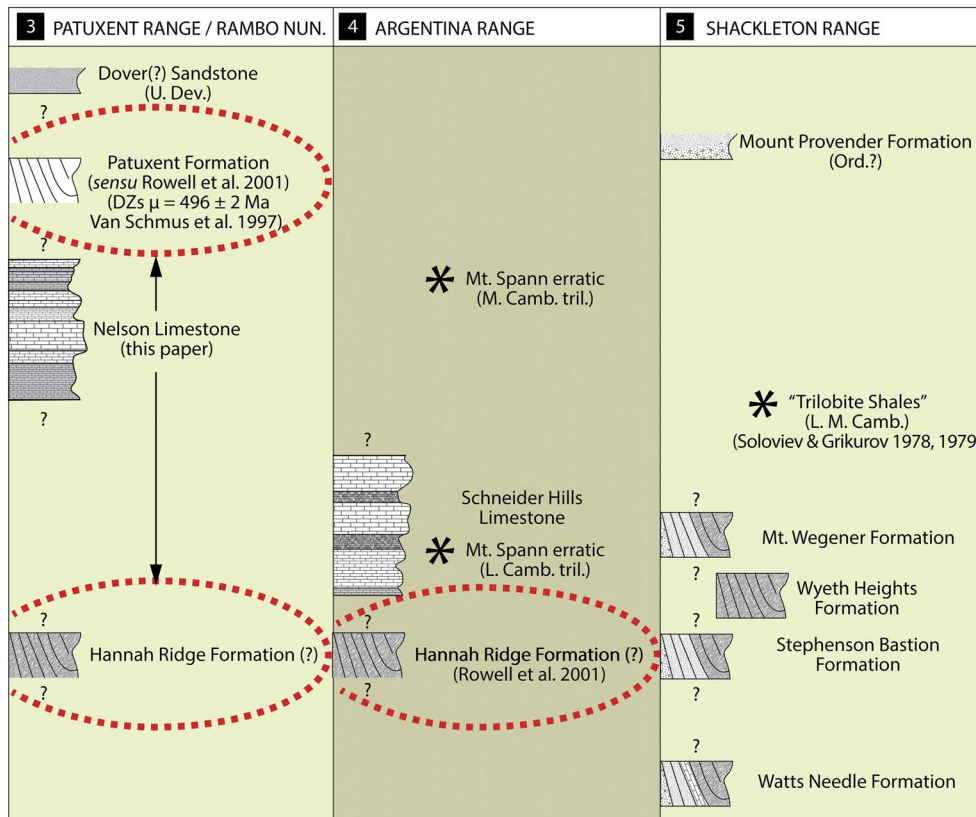 3 PATUXENT RANGE / RAMBO NUN.
Dover(?) Sandstone
(U. Dev.)
?
Patuxent Formation
(sensu Rowell et al. 2001)
(DZs µ = 496 ± 2 Ma
Van Schmus et al. 1997)
?
Nelson Limestone
(this paper)
?
?
Hannah Ridge Formation (?)
?
4 ARGENTINA RANGE
Mt. Spann erratic
(M. Camb. tril.)
?
Schneider Hills
Limestone
Mt. Spann erratic
(L. Camb. tril.)
?
Hannah Ridge Formation (?)
(Rowell et al. 2001)
?
5 SHACKLETON RANGE
Mount Provender Formation
(Ord.?)
"Trilobite Shales"
(L. M. Camb.)
(Soloviev & Grikurov 1978, 1979
?
Mt. Wegener Formation
?
Wyeth Heights
Formation
?
Stephenson Bastion
Formation
?
?
Watts Needle Formation